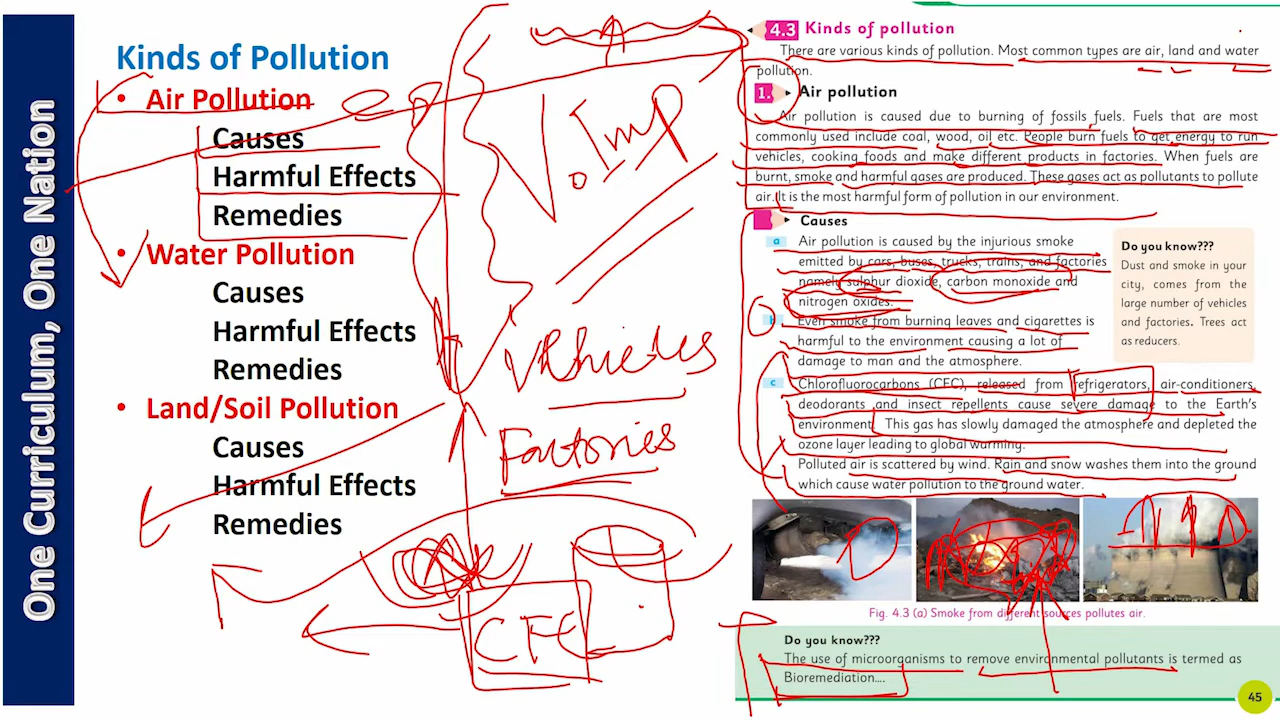 One Curriculum, One Nation
Kinds of Pollution
• Air Pollution
Causes
Harmful Effects
Remedies
• Water Pollution
Causes
Harmful Effects
Remedies
• Land/Soil Pollution
Causes
Harmful Effects
Remedies
Imp
Vehicles
Factories
CFC
4.3 Kinds of pollution
There are various kinds of pollution. Most common types are air, land and water
pollution.
1. Air pollution
Air pollution is caused due to burning of fossils fuels. Fuels that are most
commonly used include coal, wood, oil etc. People burn fuels to get energy to run
vehicles, cooking foods and make different products in factories. When fuels are
burnt, smoke and harmful gases are produced. These gases act as pollutants to pollute
air. It is the most harmful form of pollution in our environment.
Causes
a Air pollution is caused by the injurious smoke
emitted by cars, buses, trucks, trains, and factories
namely sulphur dioxide, carbon monoxide and
nitrogen oxides.
b Even smoke from burning leaves and cigarettes is
harmful to the environment causing a lot of
damage to man and the atmosphere.
Do you know???
Dust and smoke in your
city, comes from the
large number of vehicles
and factories. Trees act
as reducers.
c Chlorofluorocarbons (CFC), released from refrigerators, air-conditioners,
deodorants and insect repellents cause severe damage to the Earth's
environment. This gas has slowly damaged the atmosphere and depleted the
ozone layer leading to global warming.
Polluted air is scattered by wind. Rain and snow washes them into the ground
which cause water pollution to the ground water.
Fig. 4.3 (a) Smoke from different sources pollutes air.
Do you know???
The use of microorganisms to remove environmental pollutants is termed as
Bioremediation....
45